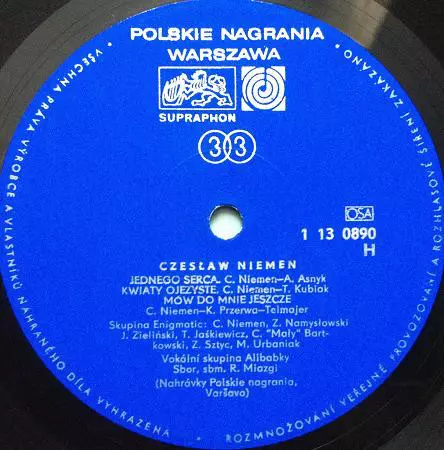 POLSKIE NAGRANIA
WARSZAWA
SUPRAPHON
33
OSA
1 13 0890
H
CZESŁAW NIEMEN
JEDNEGO SERCA. C. Niemen—A. Asnyk
KWIATY OJEZYSTE. C. Niemen—T. Kubiak
MÓW DO MNIE JESZCZE
C. Niemen—K. Przerwa-Telmajer
Skupina Enigmatic: C. Niemen, Z. Namysłowski
J. Zieliński, T. Jaśkiewicz, C. "Mały" Bart-
kowski, Z. Sztyc, M. Urbaniak
Vokální skupina Alibabky
Sbor, sbm. R. Miazgi
(Nahrávky Polskie nagrania,
Varšava)
• VŠECHNA PRÁVA VÝROBCE A VLASTNÍKŮ NAHRANÉHO DÍLA VYHRAZENA •
ROZMNOŽOVÁNÍ VEŘEJNÉ PROVOZOVÁNÍ A ROZHLASOVÉ ŠÍŘENÍ ZAKÁZÁNO •